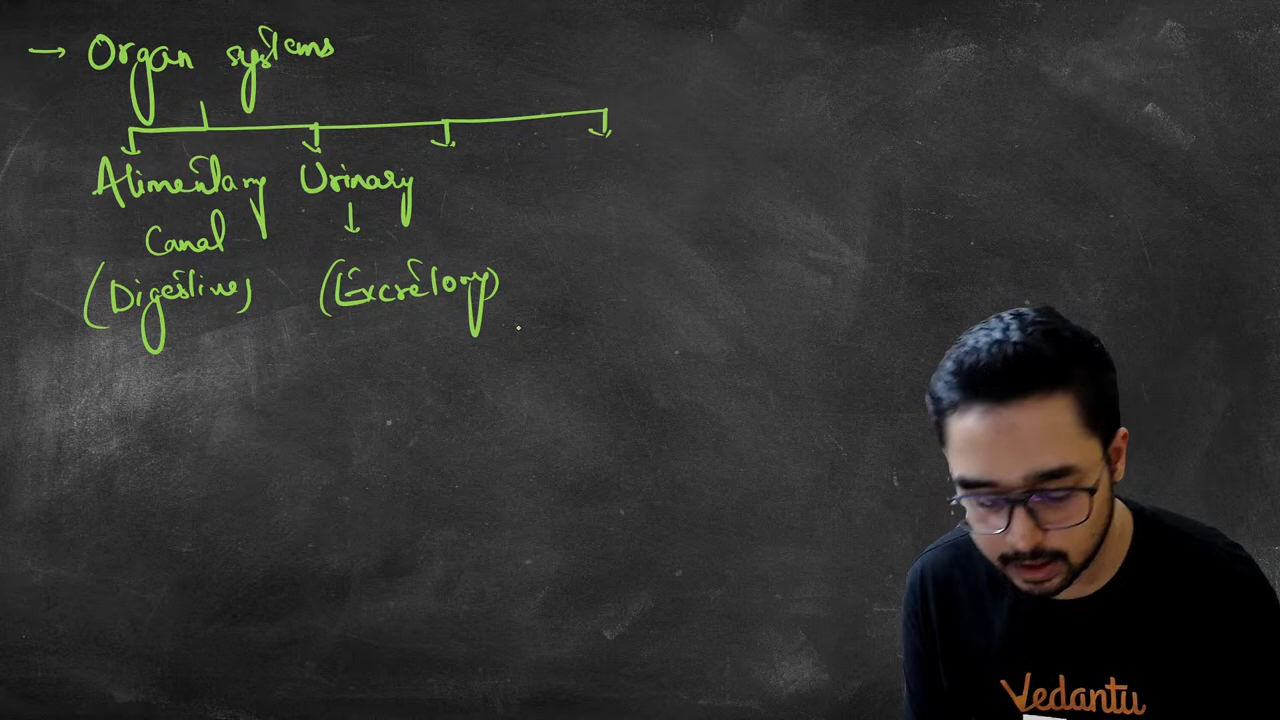 → Organ systems
Alimentary Urinary
Canal
(Digestive) (Excretory)
Vedantu